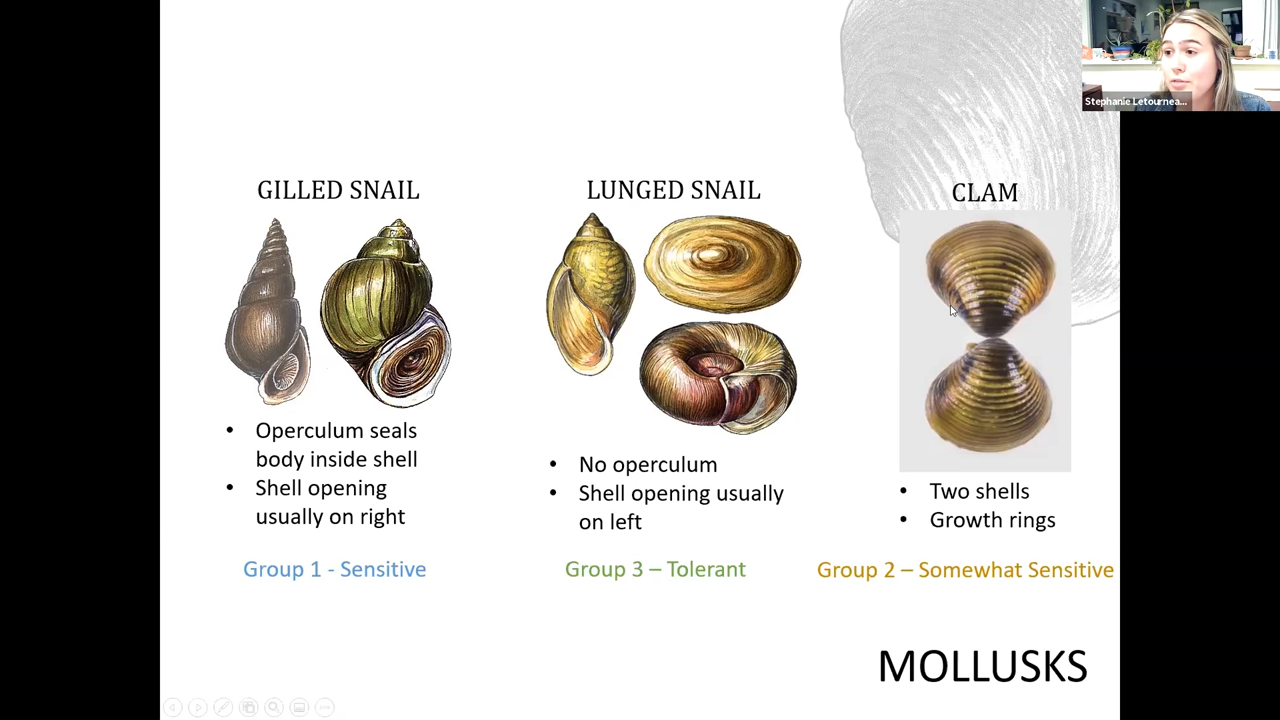 Stephanie Letournea...
GILLED SNAIL
Operculum seals
body inside shell
Shell opening
usually on right
Group 1 - Sensitive
LUNGED SNAIL
No operculum
Shell opening usually
on left
Group 3 – Tolerant
CLAM
Two shells
Growth rings
Group 2 – Somewhat Sensitive
MOLLUSKS